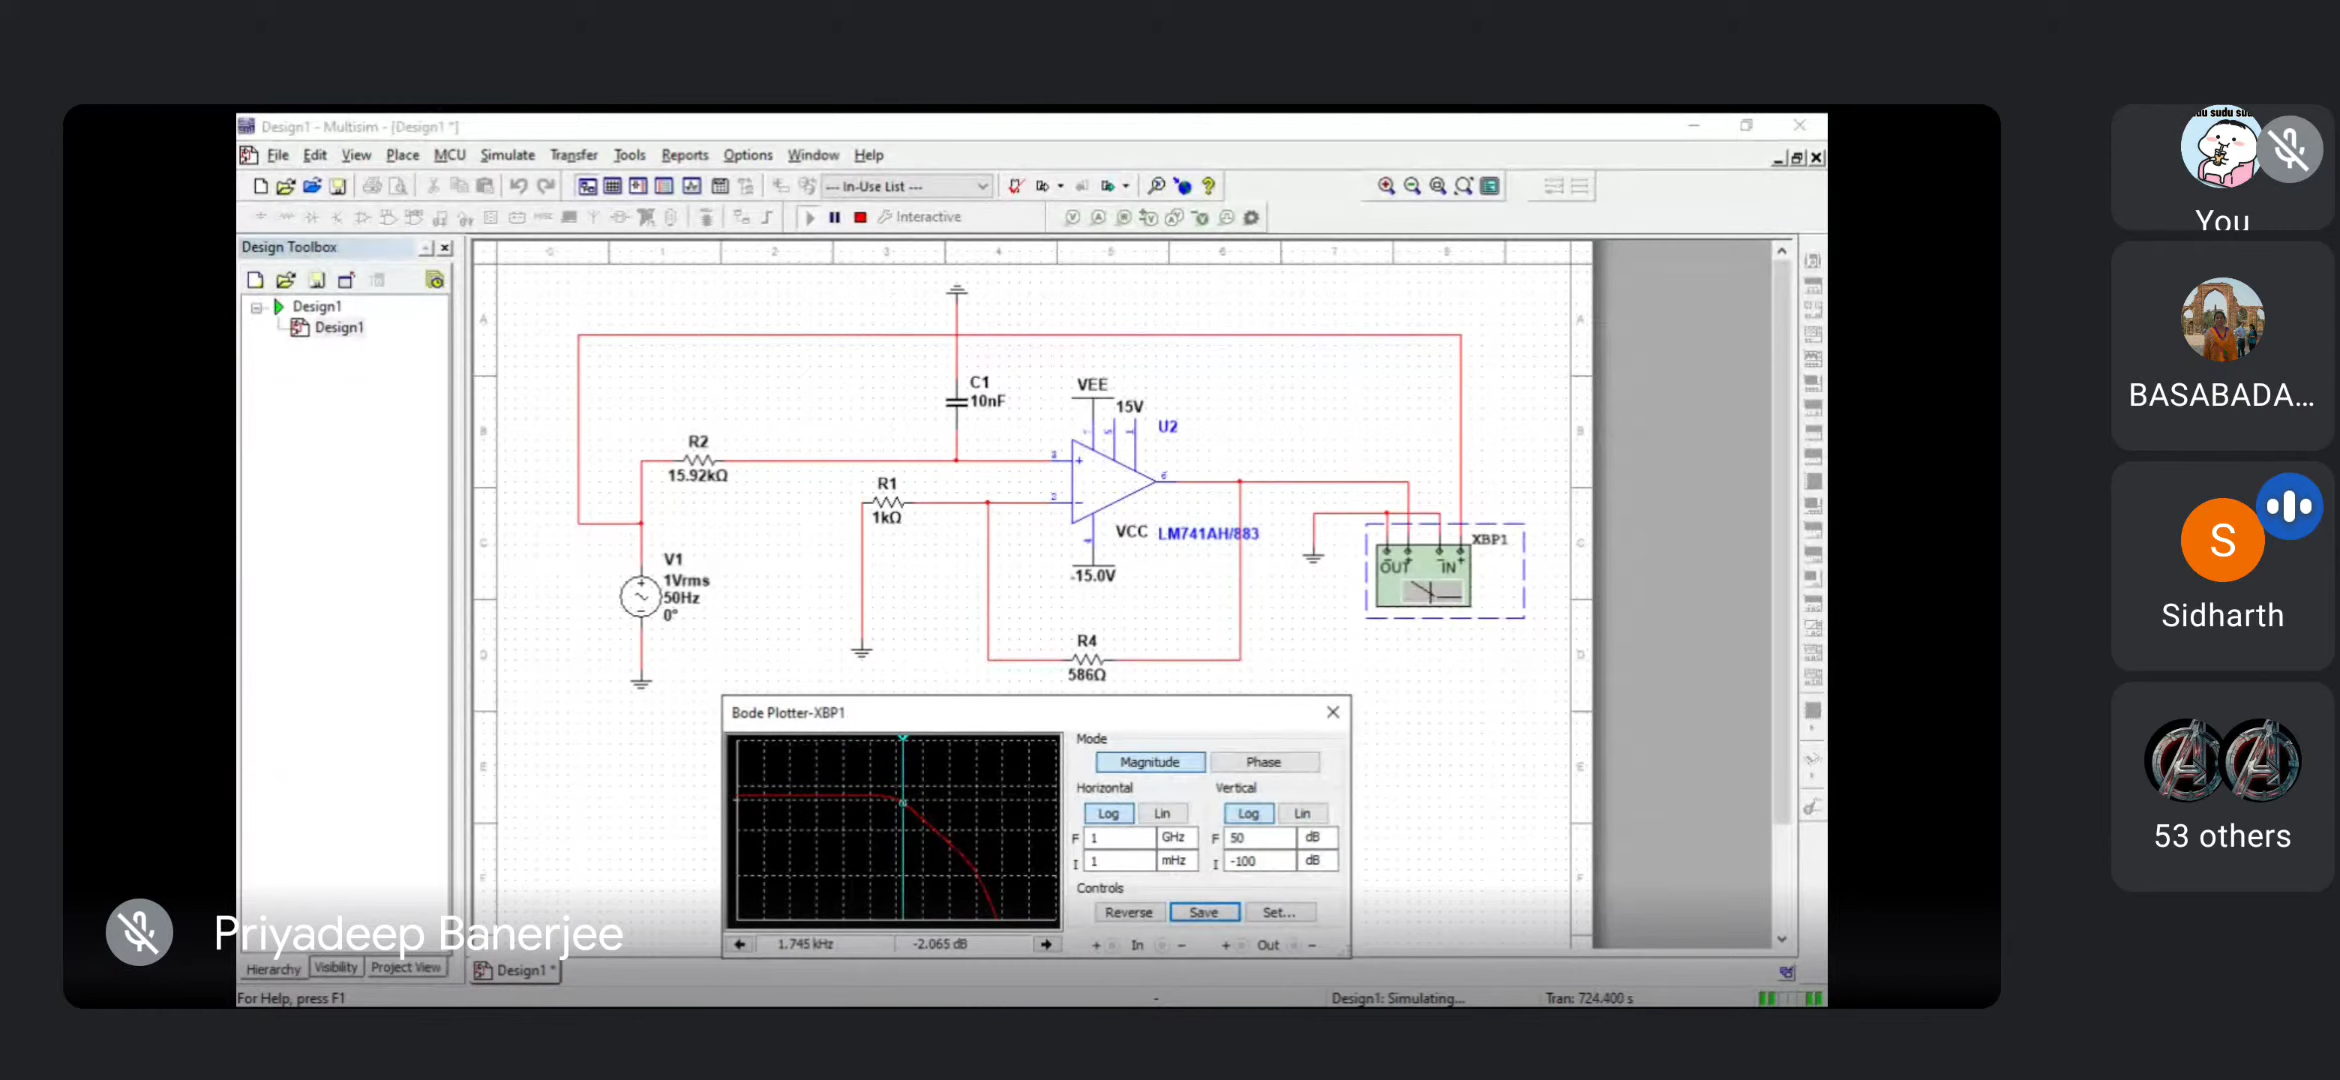 Design1 - Multisim - [Design1 *]
File Edit View Place MCU Simulate Transfer Tools Reports Options Window Help
--- In-Use List ---
Interactive
Design Toolbox
Design1
Design1
C1
10nF
VEE
15V
U2
R2
15.92kΩ
R1
1kΩ
VCC
LM741AH/883
-15.0V
XBP1
OUT
IN
V1
1Vrms
50Hz
0°
R4
586Ω
Bode Plotter-XBP1
Mode
Magnitude Phase
Horizontal Vertical
Log Lin Log Lin
F 1 GHz F 50 dB
I 1 mHz I -100 dB
Controls
Reverse Save Set...
1.745 kHz -2.065 dB + In - + Out -
Hierarchy Visibility Project View Design1 *
For Help, press F1 - Design1: Simulating... Tran: 724.400 s
Priyadeep Banerjee
You
BASABADA...
S
Sidharth
53 others